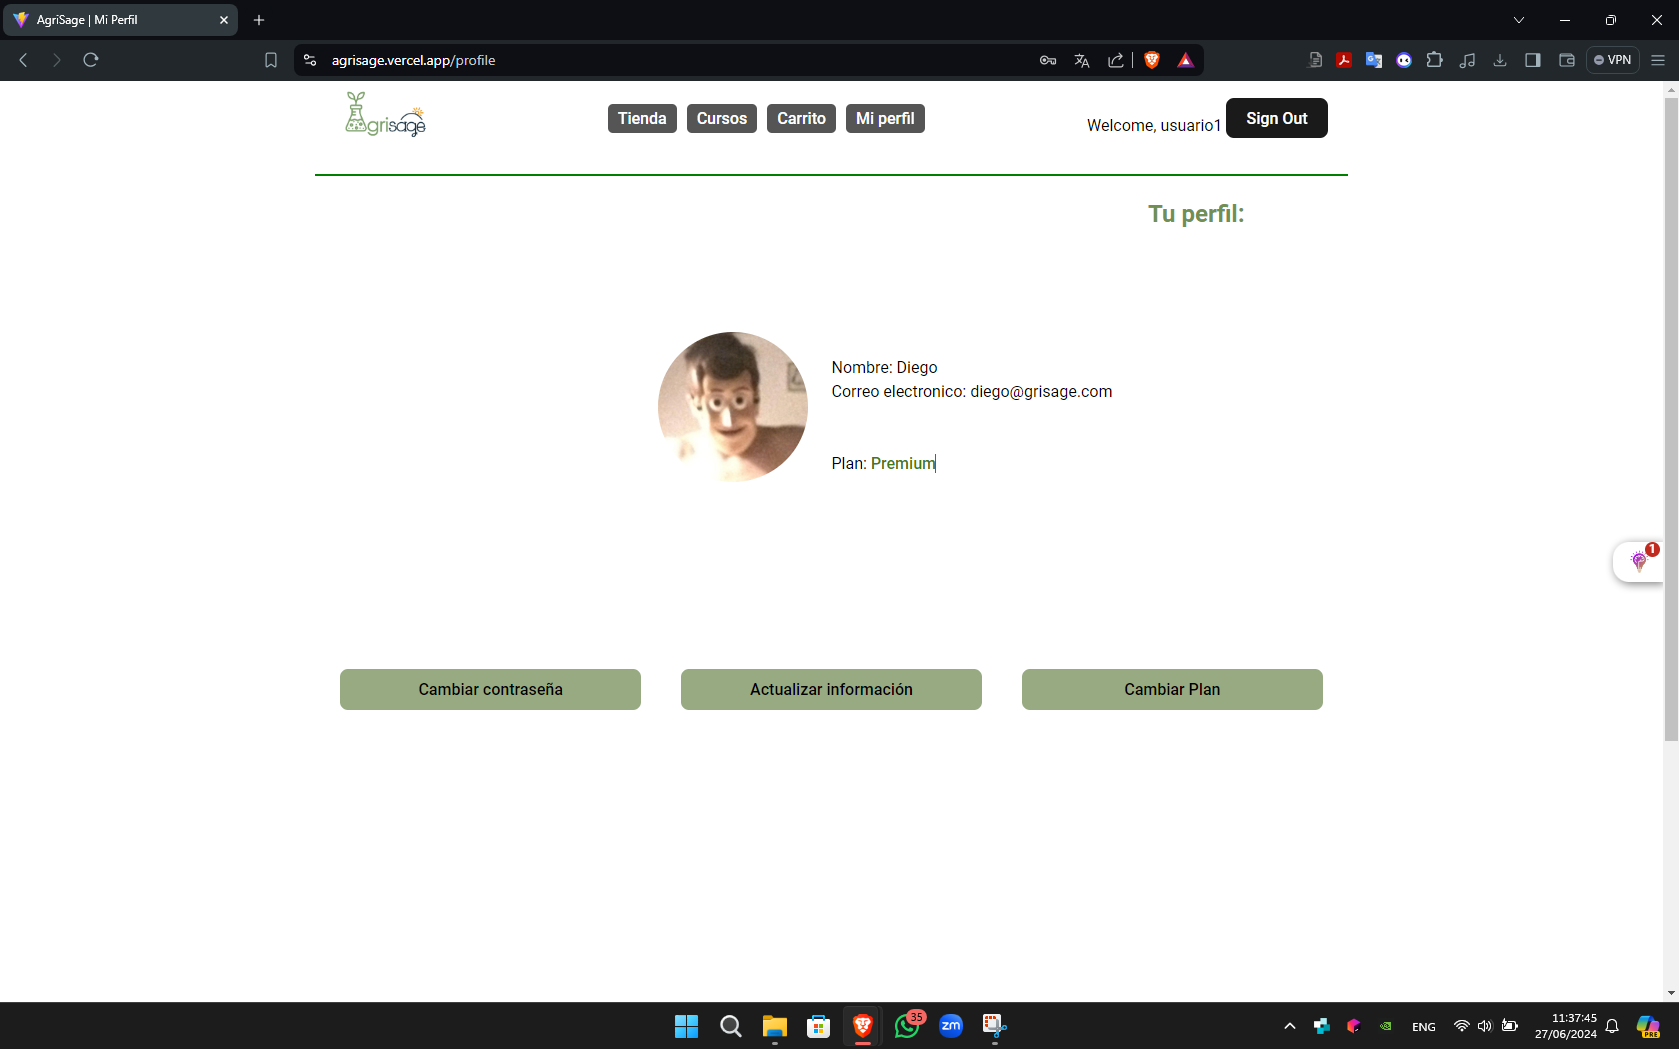 AgriSage | Mi Perfil
agrisage.vercel.app/profile
VPN
grisage
Tienda
Cursos
Carrito
Mi perfil
Welcome, usuario1
Sign Out
Tu perfil:
Nombre: Diego
Correo electronico: diego@grisage.com
Plan: Premium
1
Cambiar contraseña
Actualizar información
Cambiar Plan
35
zm
ENG
11:37:45
27/06/2024
PRE